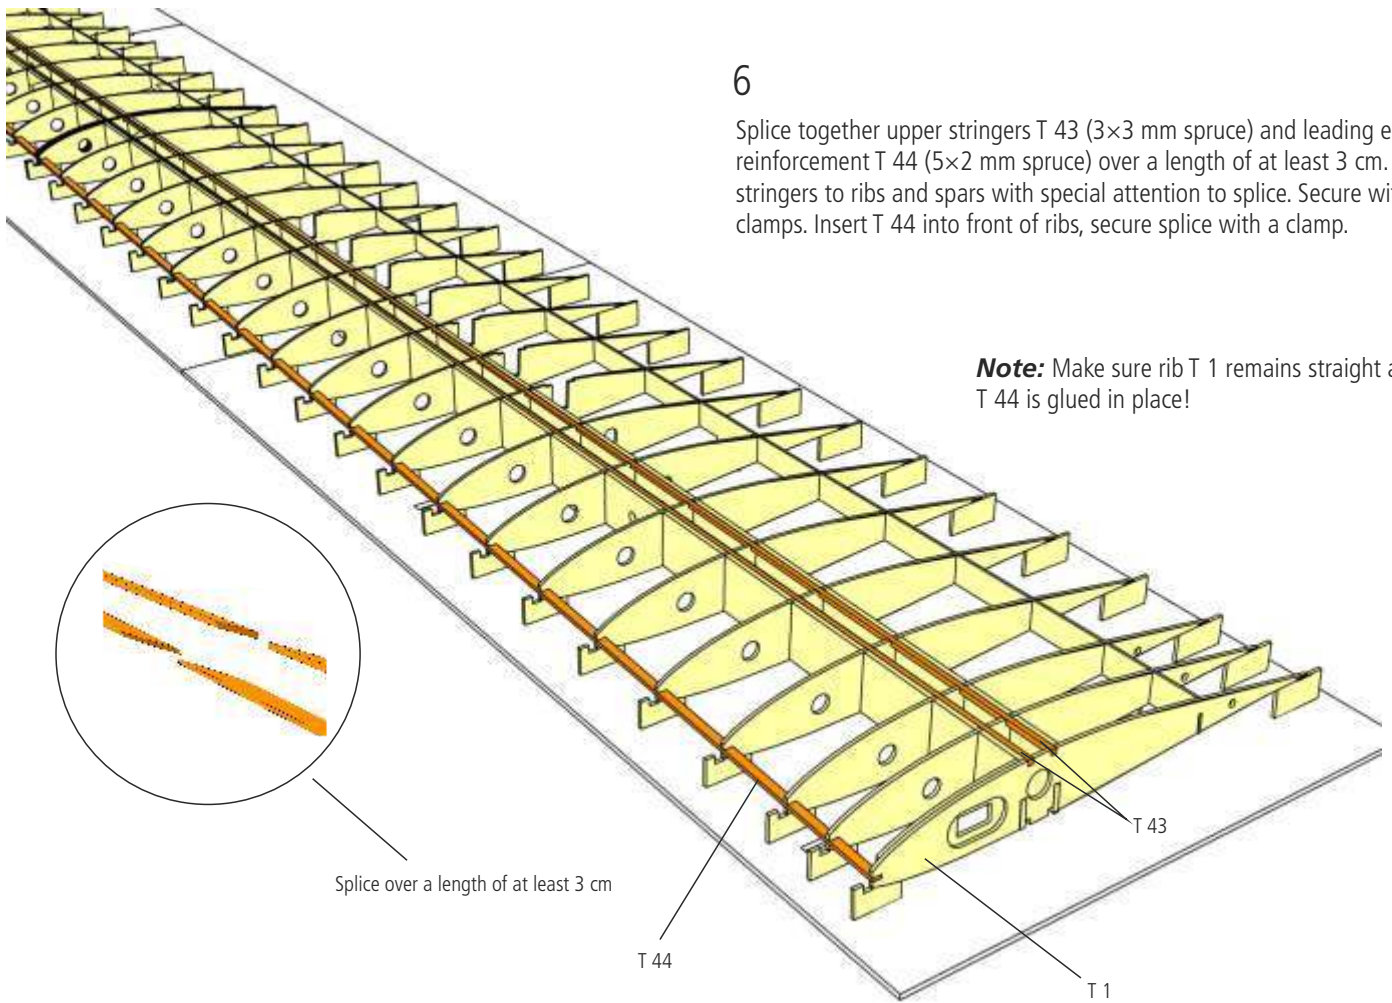 6
Splice together upper stringers T 43 (3×3 mm spruce) and leading
reinforcement T 44 (5×2 mm spruce) over a length of at least 3 cm.
stringers to ribs and spars with special attention to splice. Secure
clamps. Insert T 44 into front of ribs, secure splice with a clamp.
Note: Make sure rib T 1 remains straight
T 44 is glued in place!
T 43
Splice over a length of at least 3 cm
T 44
T 1